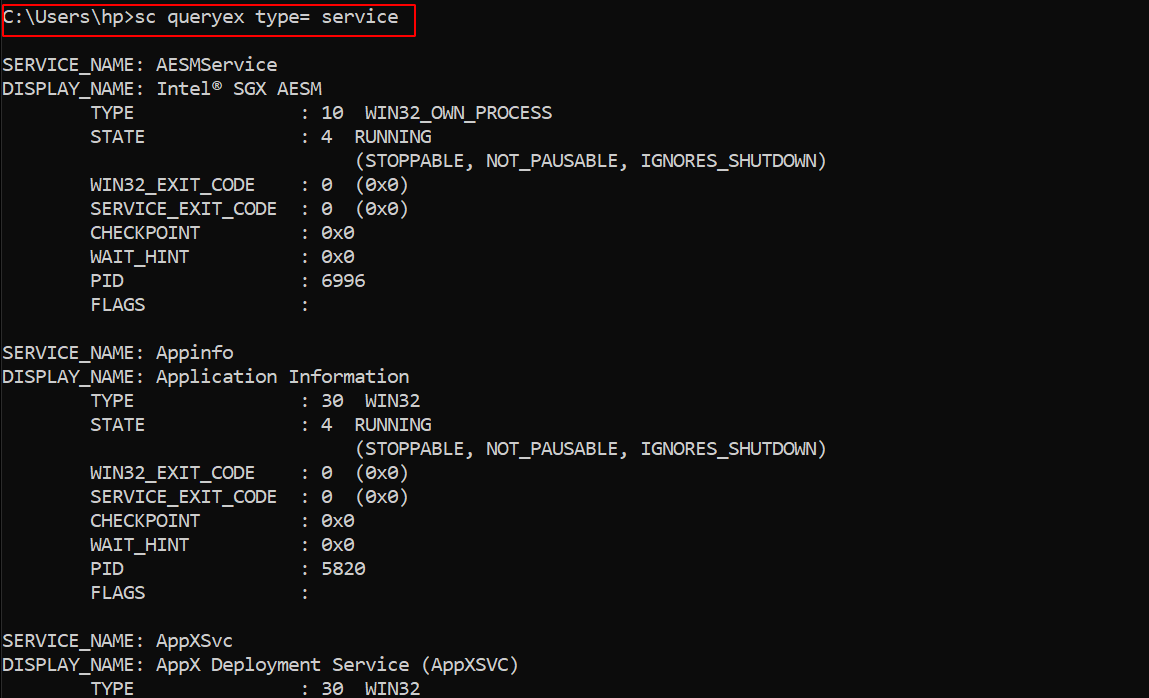 C:\Users\hp>sc queryex type= service
SERVICE_NAME: AESMService
DISPLAY_NAME: Intel® SGX AESM
TYPE : 10 WIN32_OWN_PROCESS
STATE : 4 RUNNING
(STOPPABLE, NOT_PAUSABLE, IGNORES_SHUTDOWN)
WIN32_EXIT_CODE : 0 (0x0)
SERVICE_EXIT_CODE : 0 (0x0)
CHECKPOINT : 0x0
WAIT_HINT : 0x0
PID : 6996
FLAGS :
SERVICE_NAME: Appinfo
DISPLAY_NAME: Application Information
TYPE : 30 WIN32
STATE : 4 RUNNING
(STOPPABLE, NOT_PAUSABLE, IGNORES_SHUTDOWN)
WIN32_EXIT_CODE : 0 (0x0)
SERVICE_EXIT_CODE : 0 (0x0)
CHECKPOINT : 0x0
WAIT_HINT : 0x0
PID : 5820
FLAGS :
SERVICE_NAME: AppXSvc
DISPLAY_NAME: AppX Deployment Service (AppXSVC)
TYPE : 30 WIN32